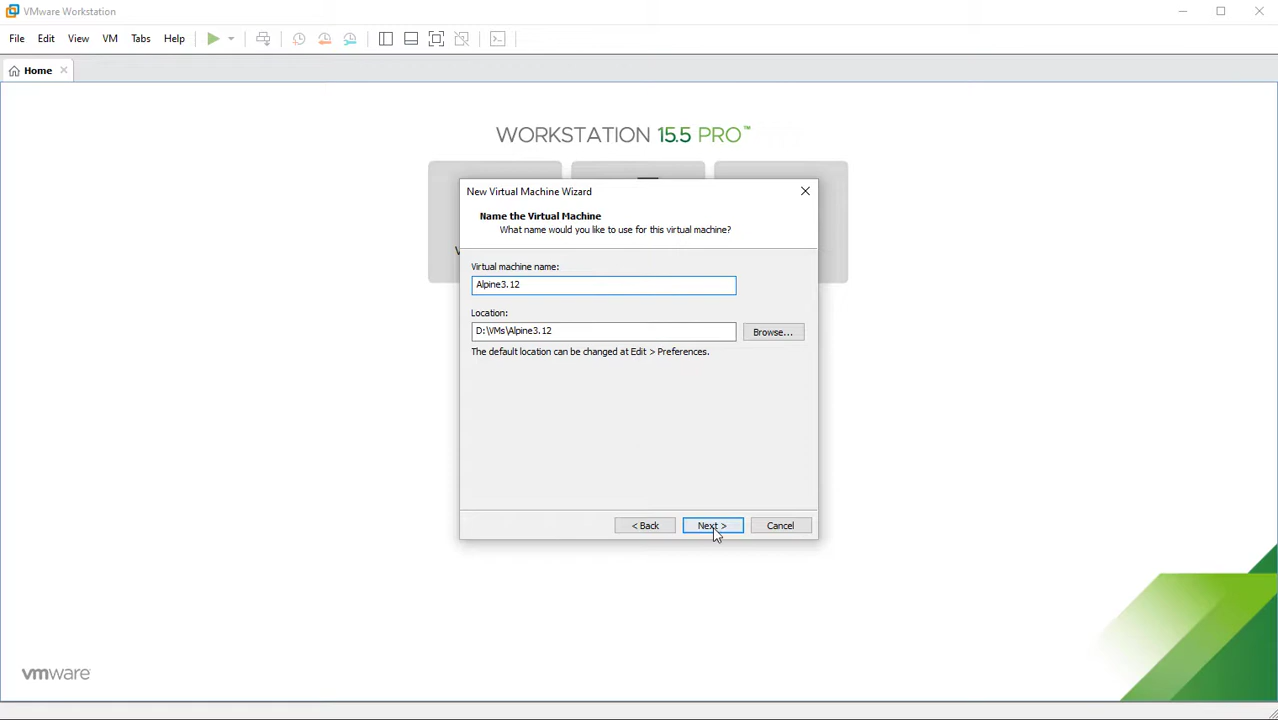 VMware Workstation
File Edit View VM Tabs Help
Home
WORKSTATION 15.5 PRO™
New Virtual Machine Wizard
Name the Virtual Machine
What name would you like to use for this virtual machine?
Virtual machine name:
Alpine3.12
Location:
D:\VMs\Alpine3.12
Browse...
The default location can be changed at Edit > Preferences.
< Back Next > Cancel
vmware